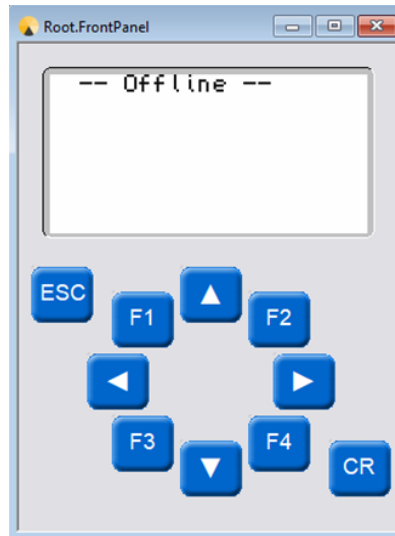 Root.FrontPanel
-- Offline --
ESC
F1
F2
F3
F4
CR